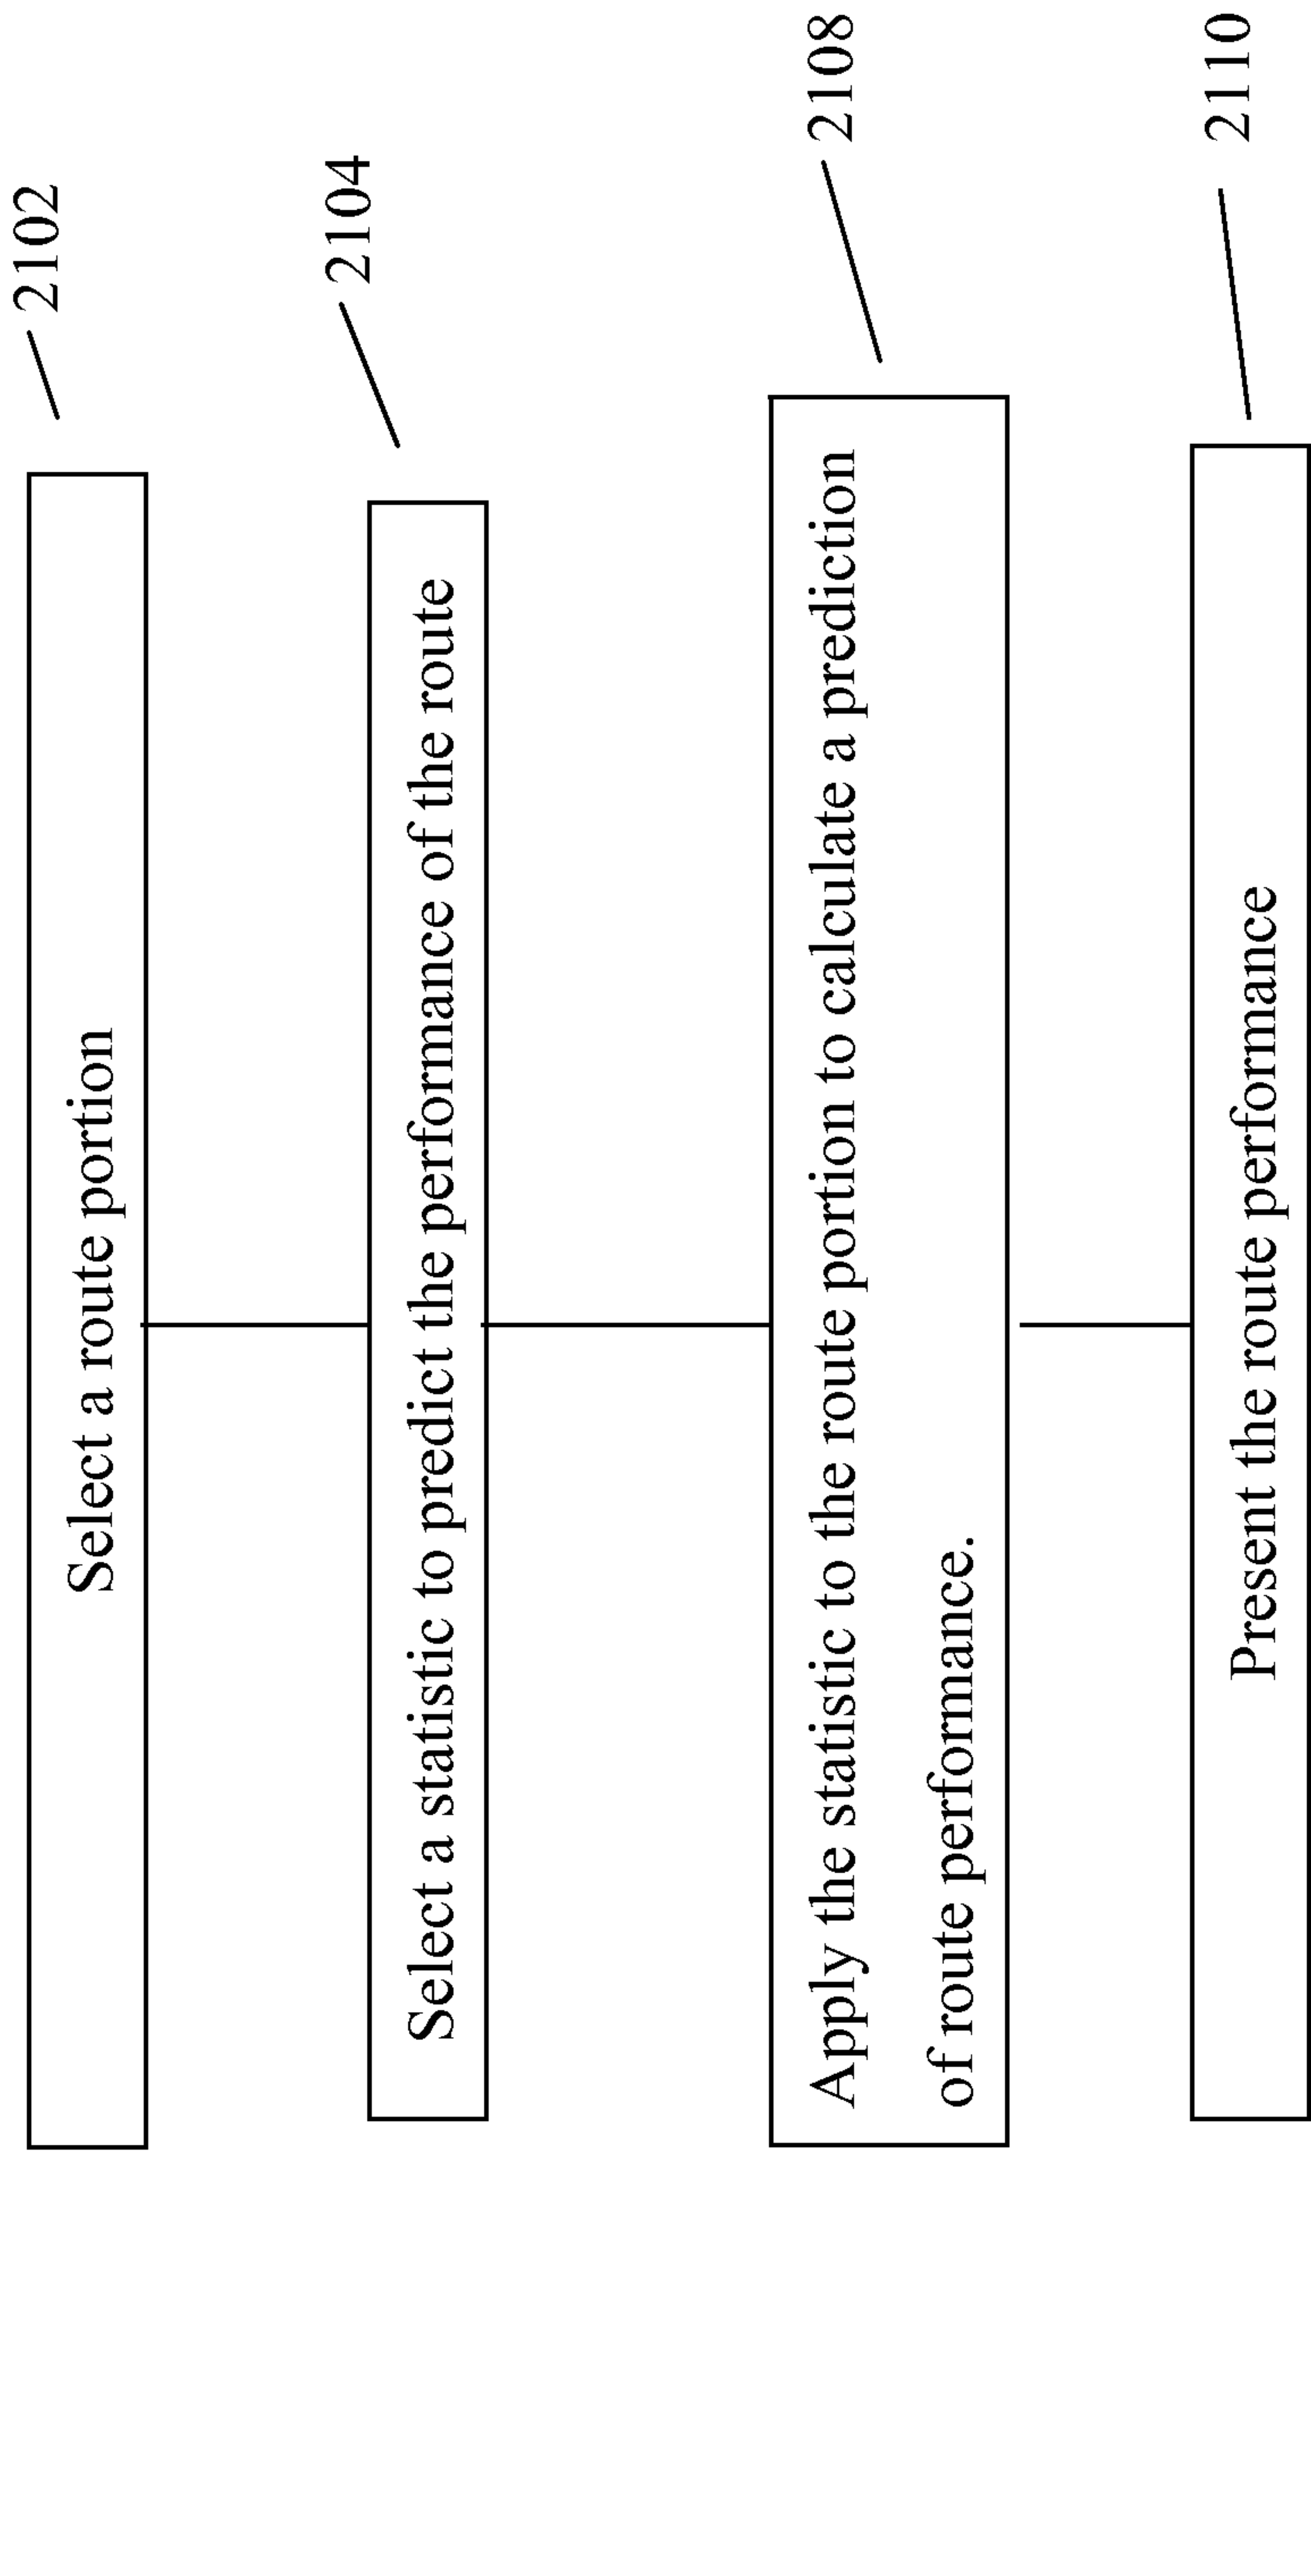 2102
Select a route portion
2104
Select a statistic to predict the performance of the route
2108
Apply the statistic to the route portion to calculate a prediction
of route performance.
2110
Present the route performance